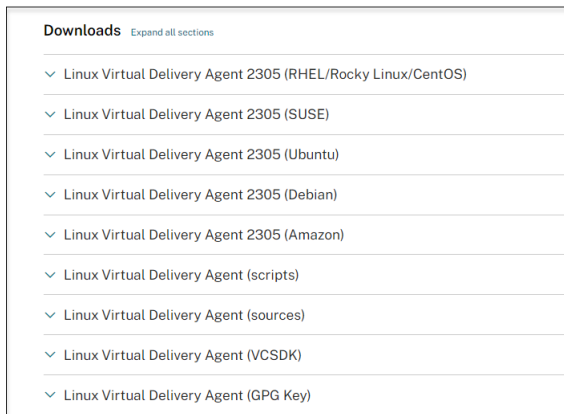 Downloads Expand all sections
Linux Virtual Delivery Agent 2305 (RHEL/Rocky Linux/CentOS)
Linux Virtual Delivery Agent 2305 (SUSE)
Linux Virtual Delivery Agent 2305 (Ubuntu)
Linux Virtual Delivery Agent 2305 (Debian)
Linux Virtual Delivery Agent 2305 (Amazon)
Linux Virtual Delivery Agent (scripts)
Linux Virtual Delivery Agent (sources)
Linux Virtual Delivery Agent (VCSDK)
Linux Virtual Delivery Agent (GPG Key)